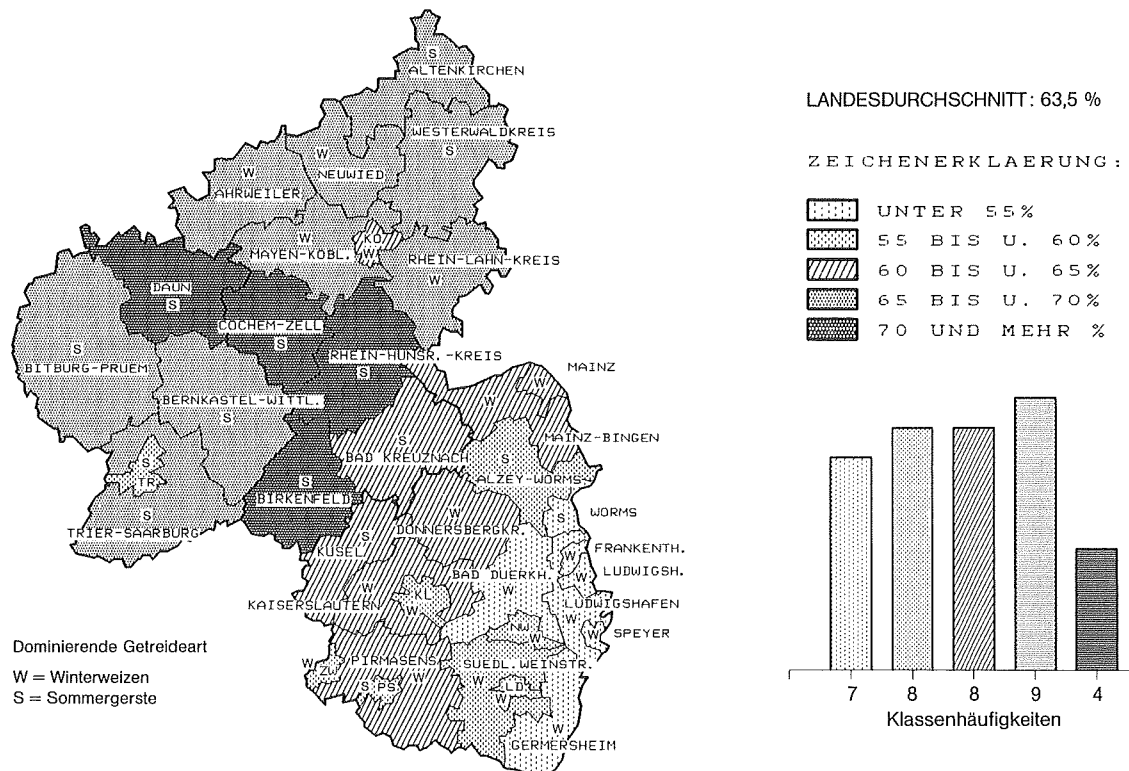 S
ALTENKIRCHEN
WESTERWALDKREIS
S
W
NEUWIED
W
AHRWEILER
W
MAYEN-KOBL.
KO
W
RHEIN-LAHN-KREIS
W
DAUN
S
COCHEM-ZELL
S
RHEIN-HUNSR.-KREIS
S
S
BITBURG-PRUEM
BERNKASTEL-WITTL.
S
MAINZ
W
W
MAINZ-BINGEN
S
BAD KREUZNACH
S
ALZEY-WORMS
S
TR
S
BIRKENFELD
S
TRIER-SAARBURG
W
DONNERSBERGKR.
S
WORMS
S
KUSEL
W
FRANKENTH.
BAD DUERKH.
W
W
LUDWIGSH.
W
KL
W
KAISERSLAUTERN
LUDWIGSHAFEN
W
NW
W
W
SPEYER
W
ZW
PIRMASENS
W
S PS
SUEDL.WEINSTR.
W
LD
W
W
GERMERSHEIM
Dominierende Getreideart
W = Winterweizen
S = Sommergerste
LANDESDURCHSCHNITT: 63,5 %
ZEICHENERKLAERUNG:
UNTER 55%
55 BIS U. 60%
60 BIS U. 65%
65 BIS U. 70%
70 UND MEHR %
7 8 8 9 4
Klassenhäufigkeiten